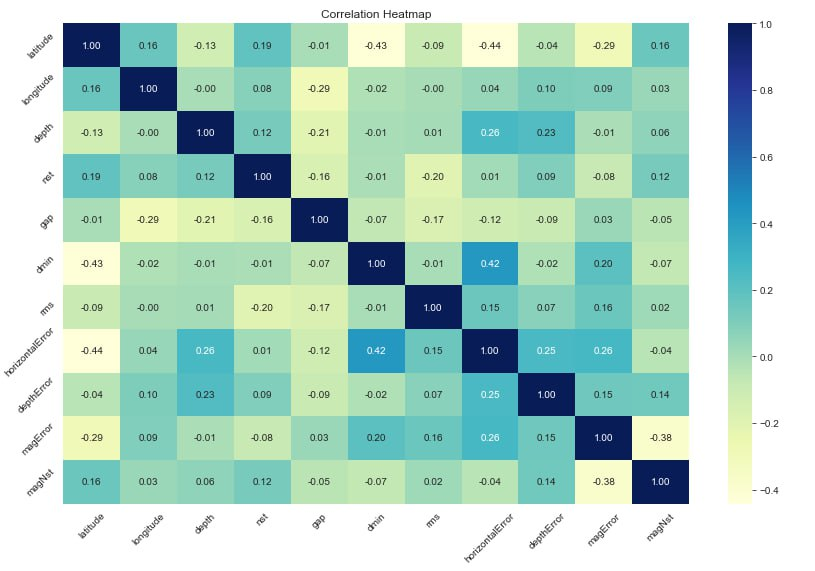 Correlation Heatmap
latitude 1.00 0.16 -0.13 0.19 -0.01 -0.43 -0.09 -0.44 -0.04 -0.29 0.16
longitude 0.16 1.00 -0.00 0.08 -0.29 -0.02 -0.00 0.04 0.10 0.09 0.03
depth -0.13 -0.00 1.00 0.12 -0.21 -0.01 0.01 0.26 0.23 -0.01 0.06
nst 0.19 0.08 0.12 1.00 -0.16 -0.01 -0.20 0.01 0.09 -0.08 0.12
gap -0.01 -0.29 -0.21 -0.16 1.00 -0.07 -0.17 -0.12 -0.09 0.03 -0.05
dmin -0.43 -0.02 -0.01 -0.01 -0.07 1.00 -0.01 0.42 -0.02 0.20 -0.07
rms -0.09 -0.00 0.01 -0.20 -0.17 -0.01 1.00 0.15 0.07 0.16 0.02
horizontalError -0.44 0.04 0.26 0.01 -0.12 0.42 0.15 1.00 0.25 0.26 -0.04
depthError -0.04 0.10 0.23 0.09 -0.09 -0.02 0.07 0.25 1.00 0.15 0.14
magError -0.29 0.09 -0.01 -0.08 0.03 0.20 0.16 0.26 0.15 1.00 -0.38
magNst 0.16 0.03 0.06 0.12 -0.05 -0.07 0.02 -0.04 0.14 -0.38 1.00
latitude longitude depth nst gap dmin rms horizontalError depthError magError magNst
1.0
0.8
0.6
0.4
0.2
0.0
−0.2
−0.4